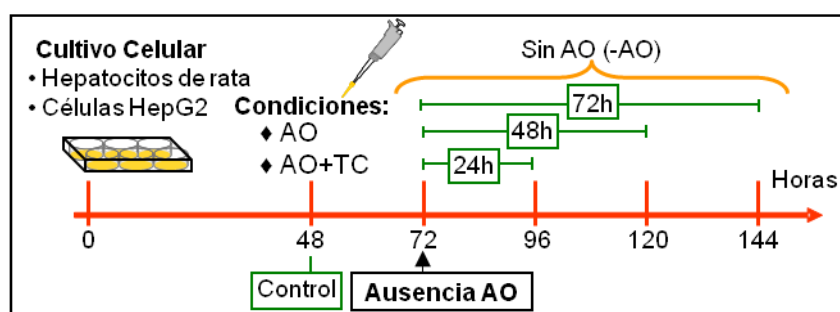 Cultivo Celular
• Hepatocitos de rata
• Células HepG2
Condiciones:
♦ AO
♦ AO+TC
Sin AO (-AO)
72h
48h
24h
Horas
0 48 72 96 120 144
Control
Ausencia AO